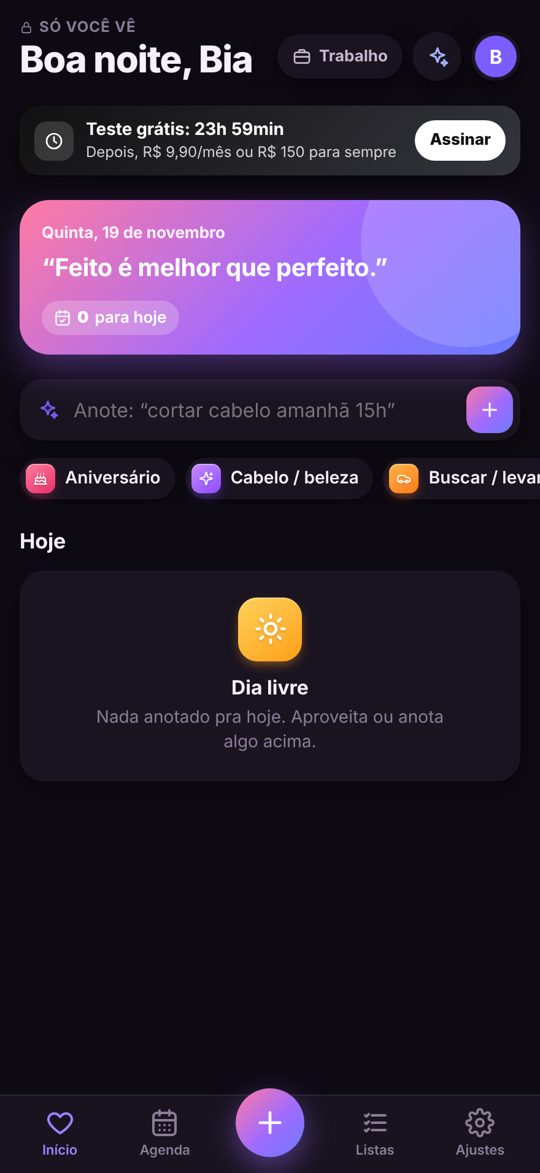 SÓ VOCÊ VÊ
Boa noite, Bia
Trabalho
B
Teste grátis: 23h 59min
Depois, R$ 9,90/mês ou R$ 150 para sempre
Assinar
Quinta, 19 de novembro
“Feito é melhor que perfeito.”
0 para hoje
Anote: “cortar cabelo amanhã 15h”
Aniversário
Cabelo / beleza
Buscar / levar
Hoje
Dia livre
Nada anotado pra hoje. Aproveita ou anota
algo acima.
Início
Agenda
Listas
Ajustes